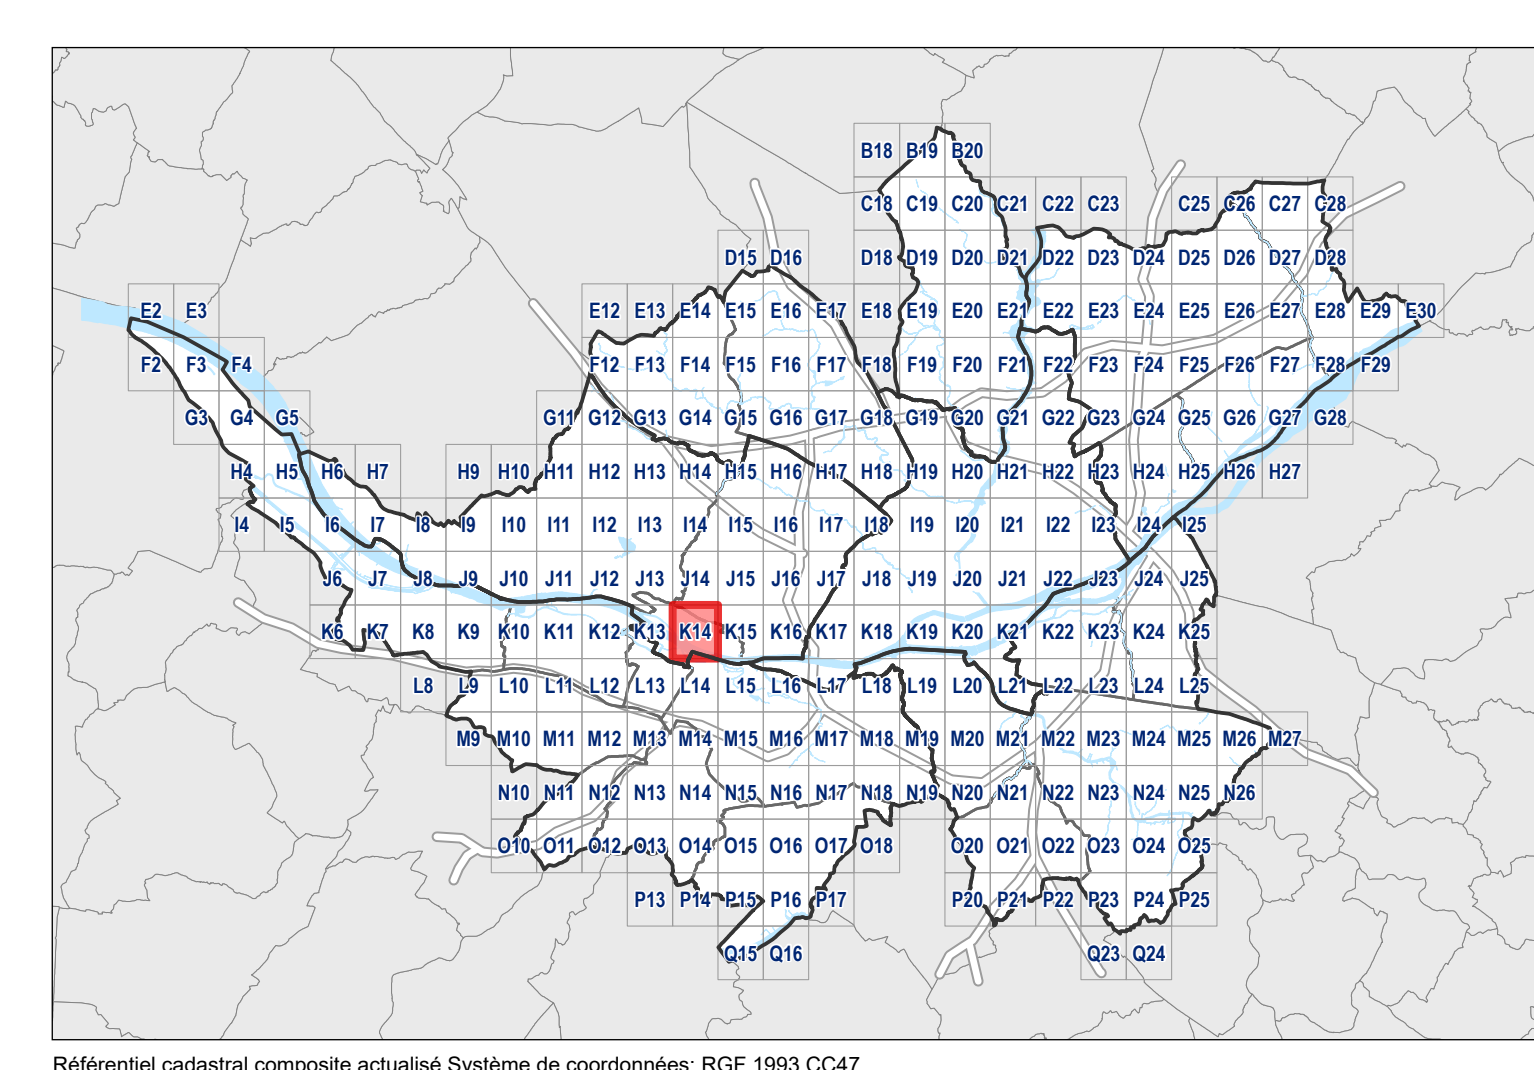 B18 B19 B20
C18 C19 C20 C21 C22 C23 C25 C26 C27 C28
D15 D16 D18 D19 D20 D21 D22 D23 D24 D25 D26 D27 D28
E2 E3 E12 E13 E14 E15 E16 E17 E18 E19 E20 E21 E22 E23 E24 E25 E26 E27 E28 E29 E30
F2 F3 F4 F12 F13 F14 F15 F16 F17 F18 F19 F20 F21 F22 F23 F24 F25 F26 F27 F28 F29
G3 G4 G5 G11 G12 G13 G14 G15 G16 G17 G18 G19 G20 G21 G22 G23 G24 G25 G26 G27 G28
H4 H5 H6 H7 H9 H10 H11 H12 H13 H14 H15 H16 H17 H18 H19 H20 H21 H22 H23 H24 H25 H26 H27
I4 I5 I6 I7 I8 I9 I10 I11 I12 I13 I14 I15 I16 I17 I18 I19 I20 I21 I22 I23 I24 I25
J6 J7 J8 J9 J10 J11 J12 J13 J14 J15 J16 J17 J18 J19 J20 J21 J22 J23 J24 J25
K6 K7 K8 K9 K10 K11 K12 K13 K14 K15 K16 K17 K18 K19 K20 K21 K22 K23 K24 K25
L8 L9 L10 L11 L12 L13 L14 L15 L16 L17 L18 L19 L20 L21 L22 L23 L24 L25
M9 M10 M11 M12 M13 M14 M15 M16 M17 M18 M19 M20 M21 M22 M23 M24 M25 M26 M27
N10 N11 N12 N13 N14 N15 N16 N17 N18 N19 N20 N21 N22 N23 N24 N25 N26
O10 O11 O12 O13 O14 O15 O16 O17 O18 O20 O21 O22 O23 O24 O25
P13 P14 P15 P16 P17 P20 P21 P22 P23 P24 P25
Q15 Q16 Q23 Q24
Référentiel cadastral composite actualisé Système de coordonnées: RGF 1993 CC47